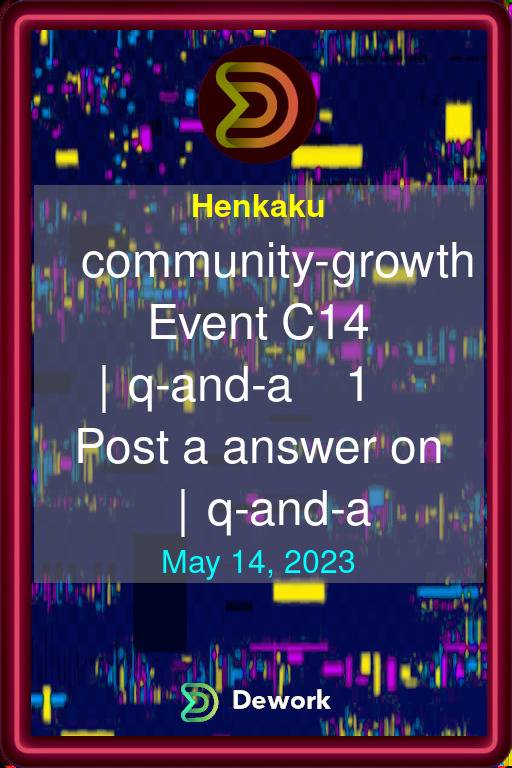 Henkaku
community-growth
Event C14
| q-and-a 1
Post a answer on
| q-and-a
May 14, 2023
Dework